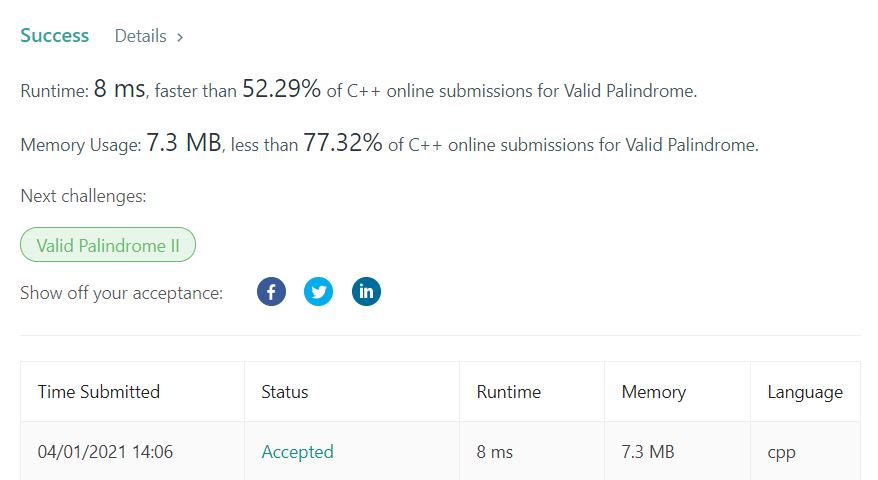 Success Details >
Runtime: 8 ms, faster than 52.29% of C++ online submissions for Valid Palindrome.
Memory Usage: 7.3 MB, less than 77.32% of C++ online submissions for Valid Palindrome.
Next challenges:
Valid Palindrome II
Show off your acceptance:
Time Submitted Status Runtime Memory Language
04/01/2021 14:06 Accepted 8 ms 7.3 MB cpp